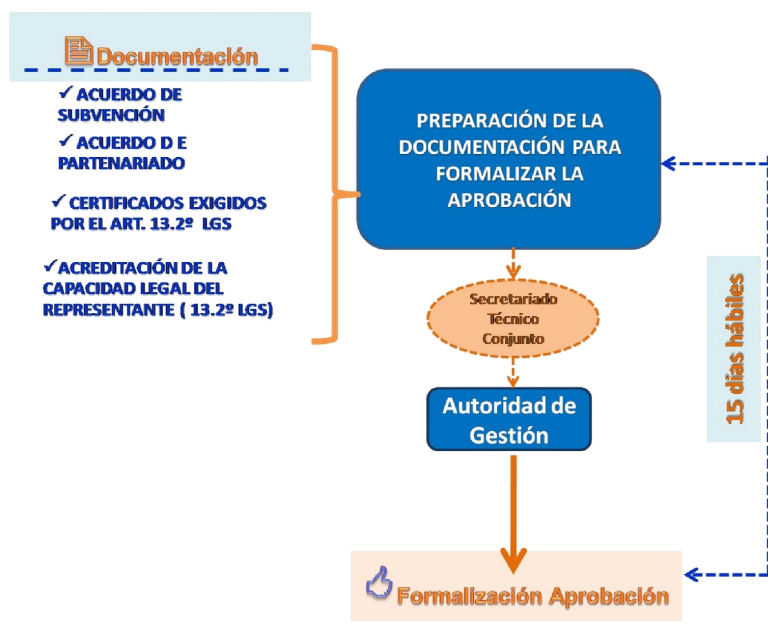 Documentación
✓ ACUERDO DE
SUBVENCIÓN
✓ ACUERDO D E
PARTENARIADO
✓ CERTIFICADOS EXIGIDOS
POR EL ART. 13.2º LGS
✓ACREDITACIÓN DE LA
CAPACIDAD LEGAL DEL
REPRESENTANTE ( 13.2º LGS)
PREPARACIÓN DE LA
DOCUMENTACIÓN PARA
FORMALIZAR LA
APROBACIÓN
Secretariado
Técnico
Conjunto
Autoridad de
Gestión
15 días hábiles
Formalización Aprobación